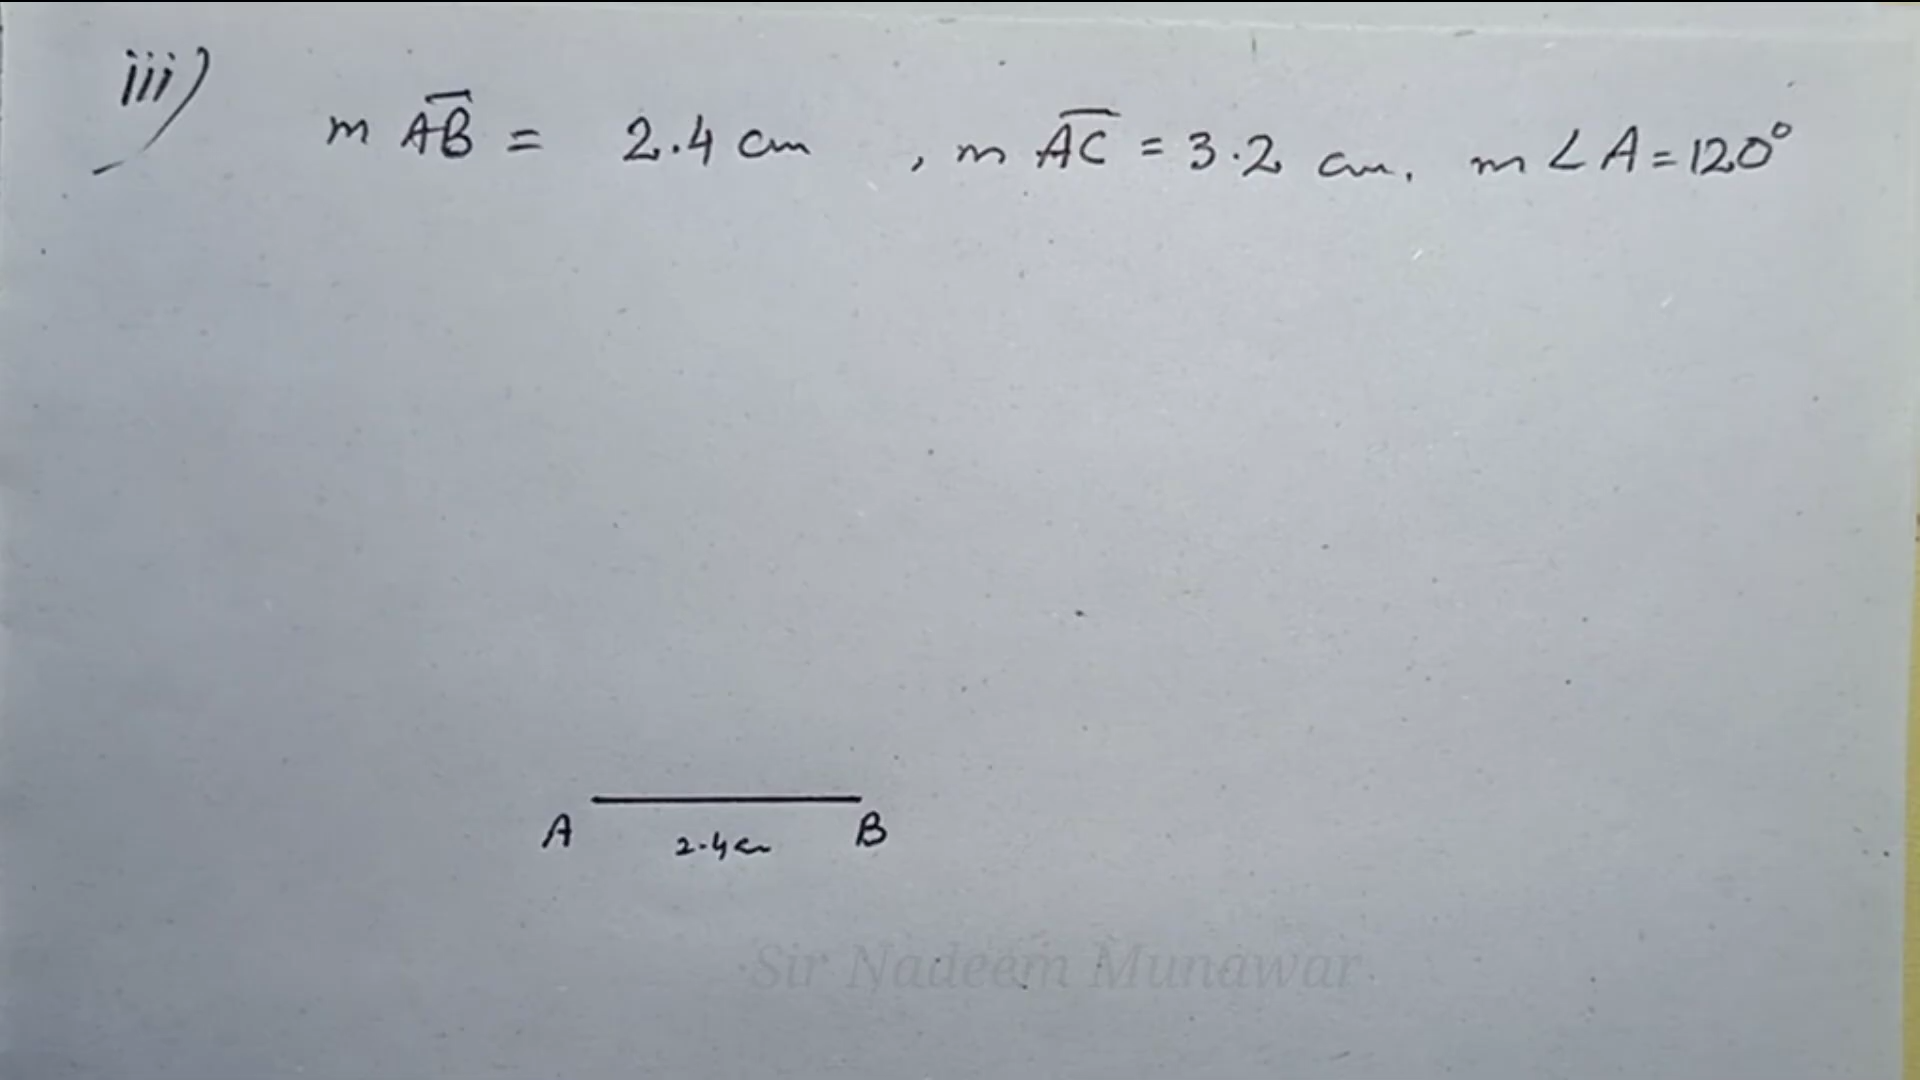 iii)
m AB = 2.4 cm , m AC = 3.2 cm. m∠A = 120°
A 2.4cm B
Sir Nadeem Munawar